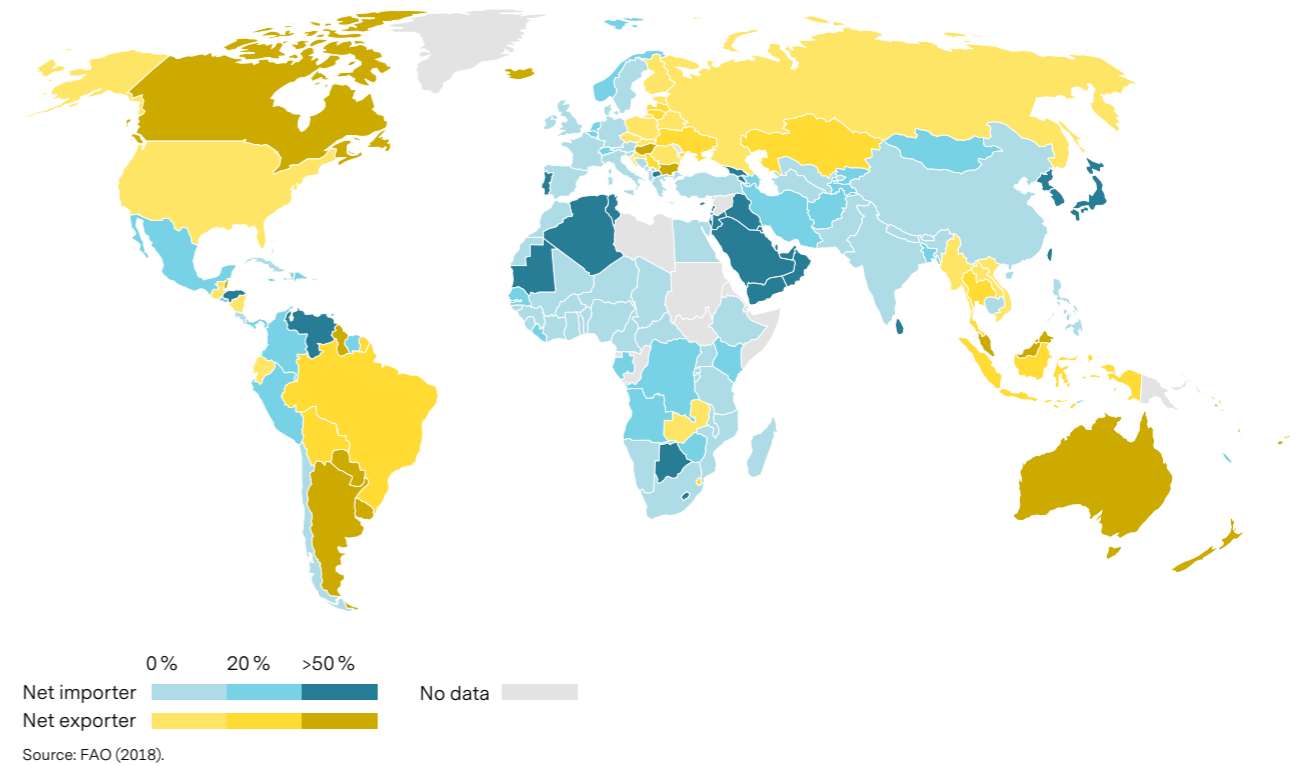 0 % 20 % >50 %
Net importer
No data
Net exporter
Source: FAO (2018).